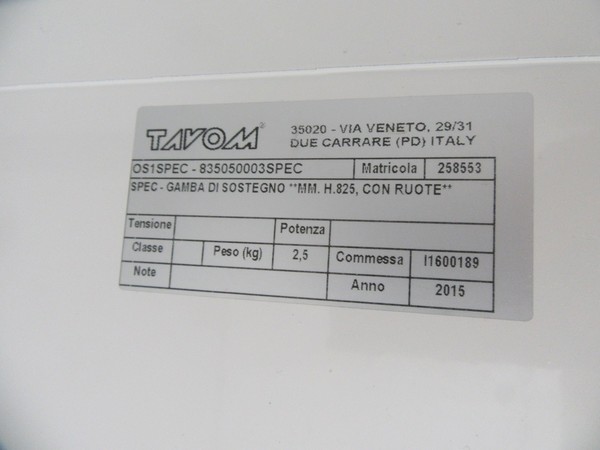 TAVOM®
35020 - VIA VENETO, 29/31
DUE CARRARE (PD) ITALY
OS1SPEC - 835050003SPEC Matricola 258553
SPEC - GAMBA DI SOSTEGNO **MM. H.825, CON RUOTE**
Tensione Potenza
Classe Peso (kg) 2,5 Commessa I1600189
Note Anno 2015